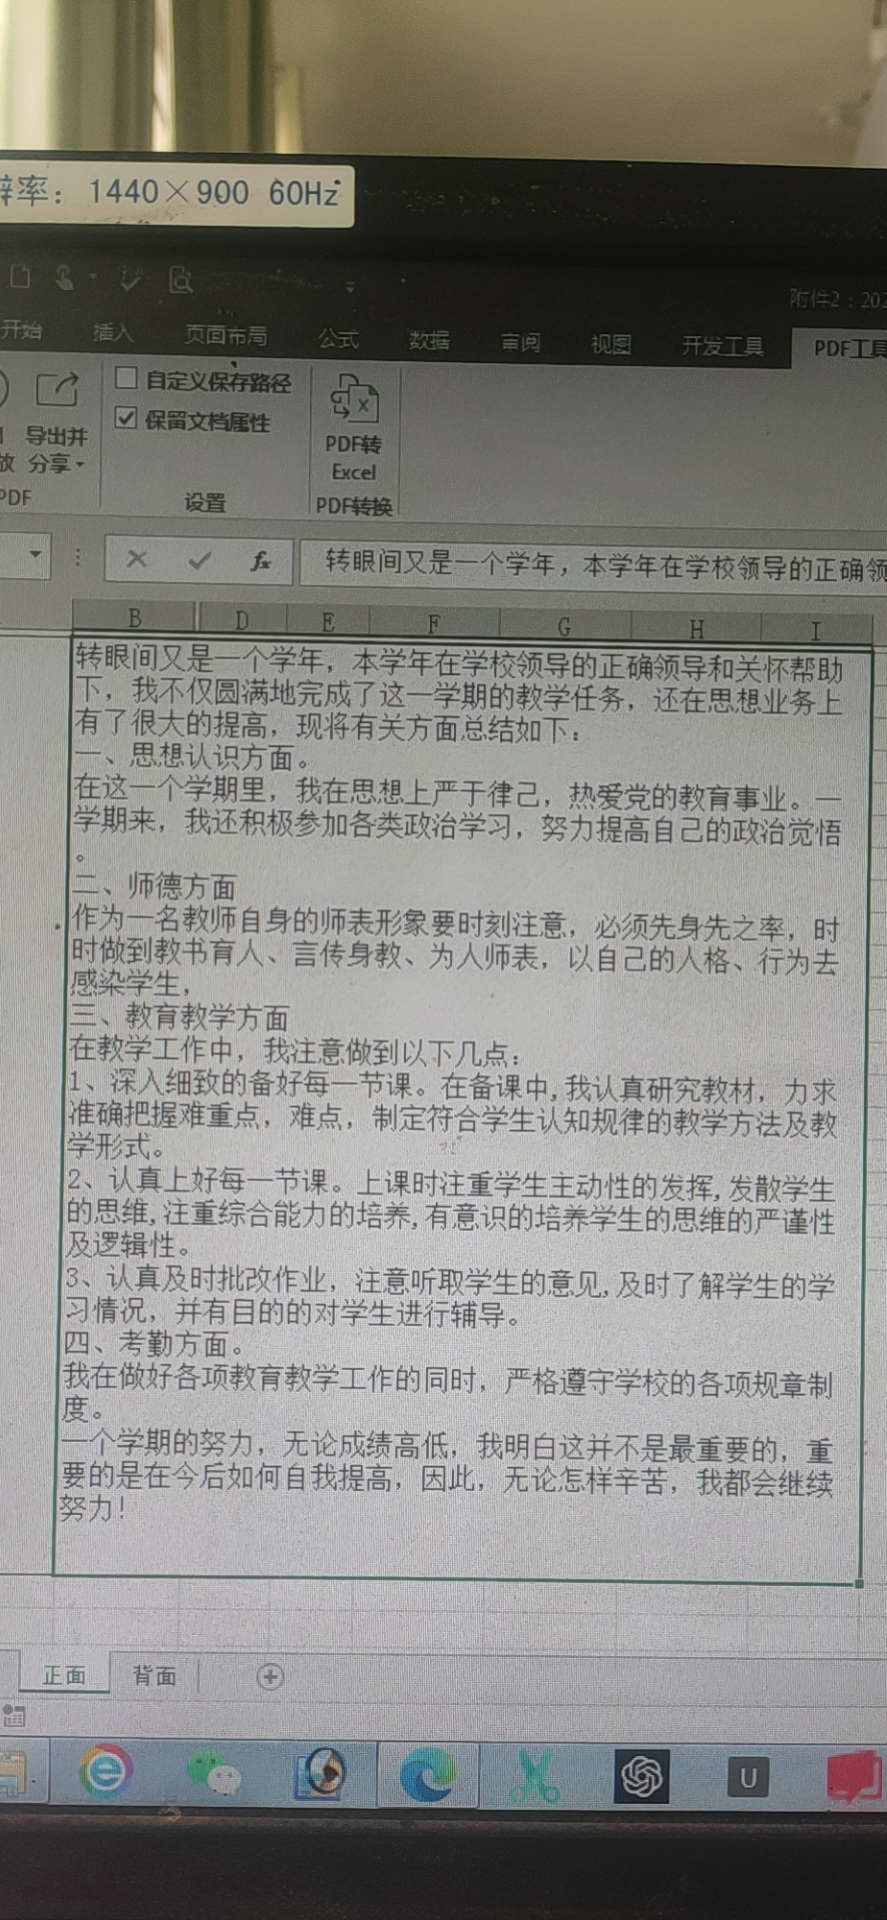 辨率：1440×900 60Hz
附件2：202
开始 插入 页面布局 公式 数据 审阅 视图 开发工具 PDF工具
自定义保存路径
保留文档属性
导出并
分享
PDF
设置
PDF转
Excel
PDF转换
fx 转眼间又是一个学年，本学年在学校领导的正确领
B D E F G H I
转眼间又是一个学年，本学年在学校领导的正确领导和关怀帮助
下，我不仅圆满地完成了这一学期的教学任务，还在思想业务上
有了很大的提高，现将有关方面总结如下：
一、思想认识方面。
在这一个学期里，我在思想上严于律己，热爱党的教育事业。一
学期来，我还积极参加各类政治学习，努力提高自己的政治觉悟
。
二、师德方面
作为一名教师自身的师表形象要时刻注意，必须先身先之率，时
时做到教书育人、言传身教、为人师表，以自己的人格、行为去
感染学生，
三、教育教学方面
在教学工作中，我注意做到以下几点：
1、深入细致的备好每一节课。在备课中,我认真研究教材，力求
准确把握难重点，难点，制定符合学生认知规律的教学方法及教
学形式。
2、认真上好每一节课。上课时注重学生主动性的发挥,发散学生
的思维,注重综合能力的培养,有意识的培养学生的思维的严谨性
及逻辑性。
3、认真及时批改作业，注意听取学生的意见,及时了解学生的学
习情况，并有目的的对学生进行辅导。
四、考勤方面。
我在做好各项教育教学工作的同时，严格遵守学校的各项规章制
度。
一个学期的努力，无论成绩高低，我明白这并不是最重要的，重
要的是在今后如何自我提高，因此，无论怎样辛苦，我都会继续
努力！
正面 背面
U